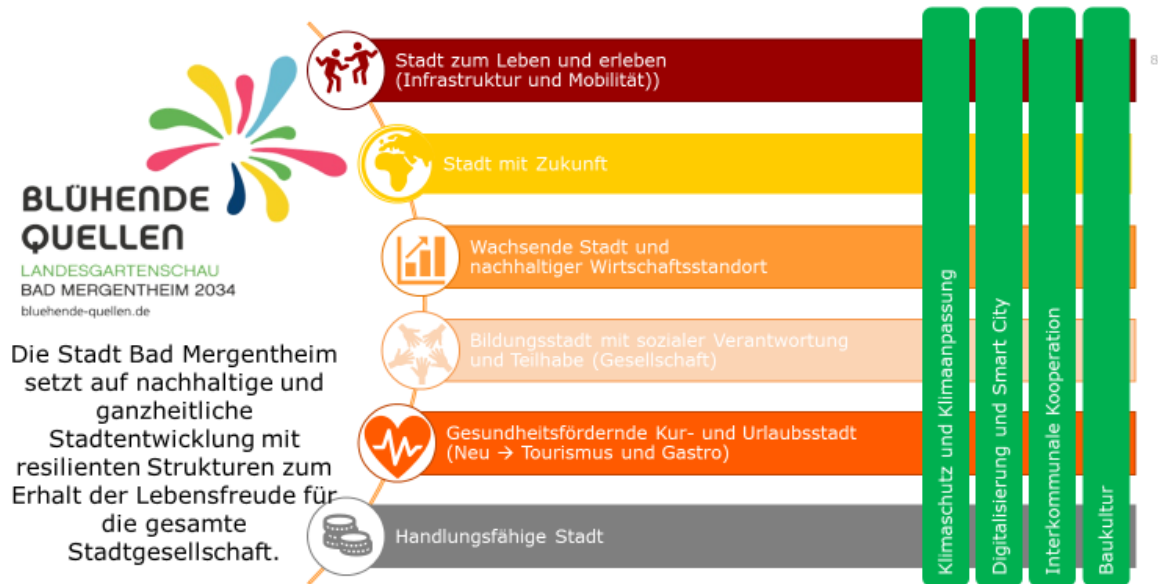 BLÜHENDE
QUELLEN
LANDESGARTENSCHAU
BAD MERGENTHEIM 2034
bluehende-quellen.de
Die Stadt Bad Mergentheim
setzt auf nachhaltige und
ganzheitliche
Stadtentwicklung mit
resilienten Strukturen zum
Erhalt der Lebensfreude für
die gesamte
Stadtgesellschaft.
Stadt zum Leben und erleben
(Infrastruktur und Mobilität))
Stadt mit Zukunft
Wachsende Stadt und
nachhaltiger Wirtschaftsstandort
Bildungsstadt mit sozialer Verantwortung
und Teilhabe (Gesellschaft)
Gesundheitsfördernde Kur- und Urlaubsstadt
(Neu → Tourismus und Gastro)
Handlungsfähige Stadt
Klimaschutz und Klimaanpassung
Digitalisierung und Smart City
Interkommunale Kooperation
Baukultur
8